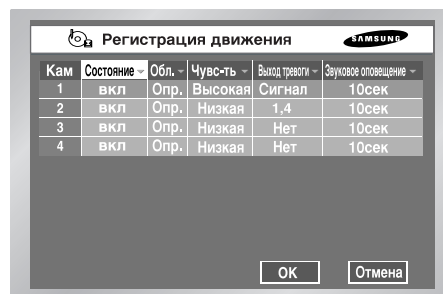 Регистрация движения SAMSUNG
Кам Состояние Обл. Чувс-ть Выход тревоги Звуковое оповещение
1 вкл Опр. Высокая Сигнал 10сек
2 вкл Опр. Низкая 1,4 10сек
3 вкл Опр. Низкая Нет 10сек
4 вкл Опр. Низкая Нет 10сек
ОК Отмена